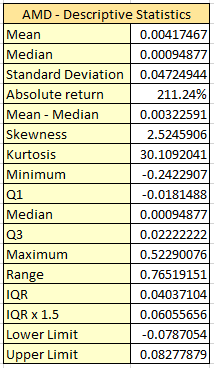 AMD - Descriptive Statistics
Mean 0.00417467
Median 0.00094877
Standard Deviation 0.04724944
Absolute return 211.24%
Mean - Median 0.00322591
Skewness 2.5245906
Kurtosis 30.1092041
Minimum -0.2422907
Q1 -0.0181488
Median 0.00094877
Q3 0.02222222
Maximum 0.52290076
Range 0.76519151
IQR 0.04037104
IQR x 1.5 0.06055656
Lower Limit -0.0787054
Upper Limit 0.08277879